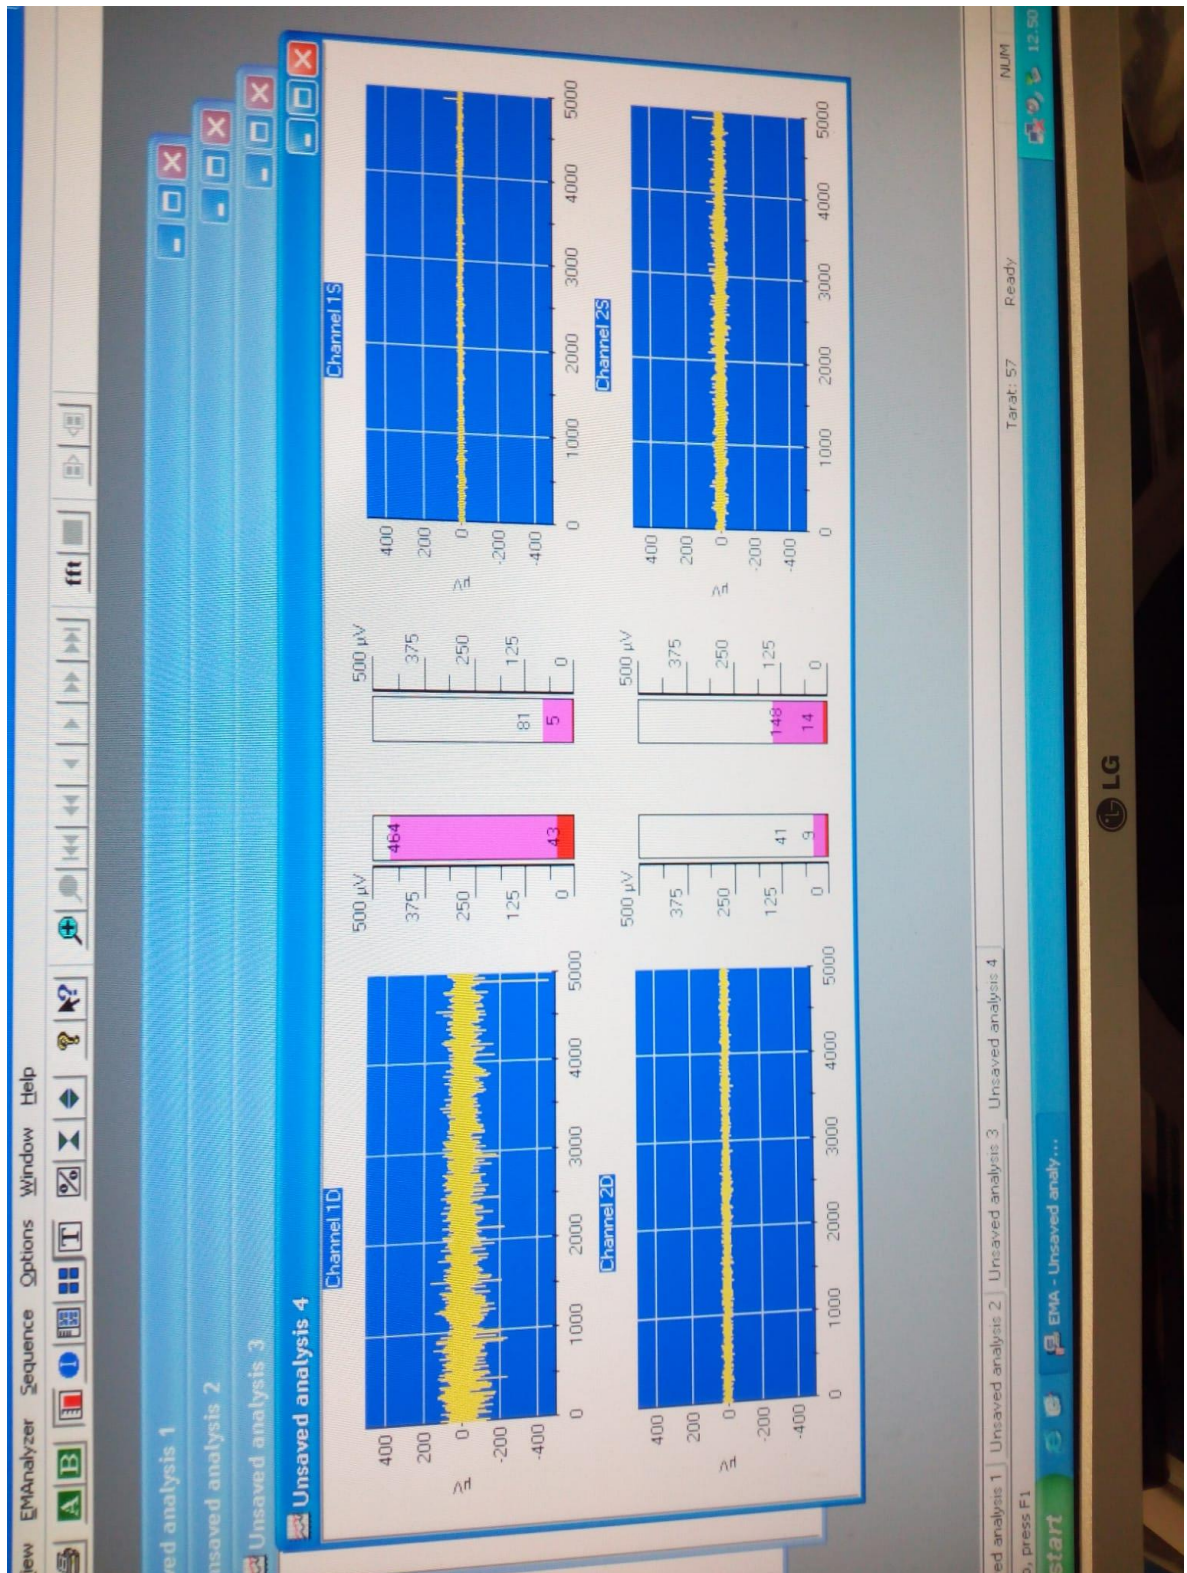 iew EMAnalyzer Sequence Options Window Help
A B I T % ? ? fft
ved analysis 1
nsaved analysis 2
Unsaved analysis 3
Unsaved analysis 4
Channel 1D
µV
400
200
0
-200
-400
0 1000 2000 3000 4000 5000
500 µV
375
250
125
0
464
43
81
5
500 µV
375
250
125
0
Channel 1S
µV
400
200
0
-200
-400
0 1000 2000 3000 4000 5000
Channel 2D
µV
400
200
0
-200
-400
0 1000 2000 3000 4000 5000
500 µV
375
250
125
0
41
9
148
14
500 µV
375
250
125
0
Channel 2S
µV
400
200
0
-200
-400
0 1000 2000 3000 4000 5000
ed analysis 1 Unsaved analysis 2 Unsaved analysis 3 Unsaved analysis 4
p, press F1 Tarat: 57 Ready NUM
start EMA - Unsaved analy... 12.50
LG